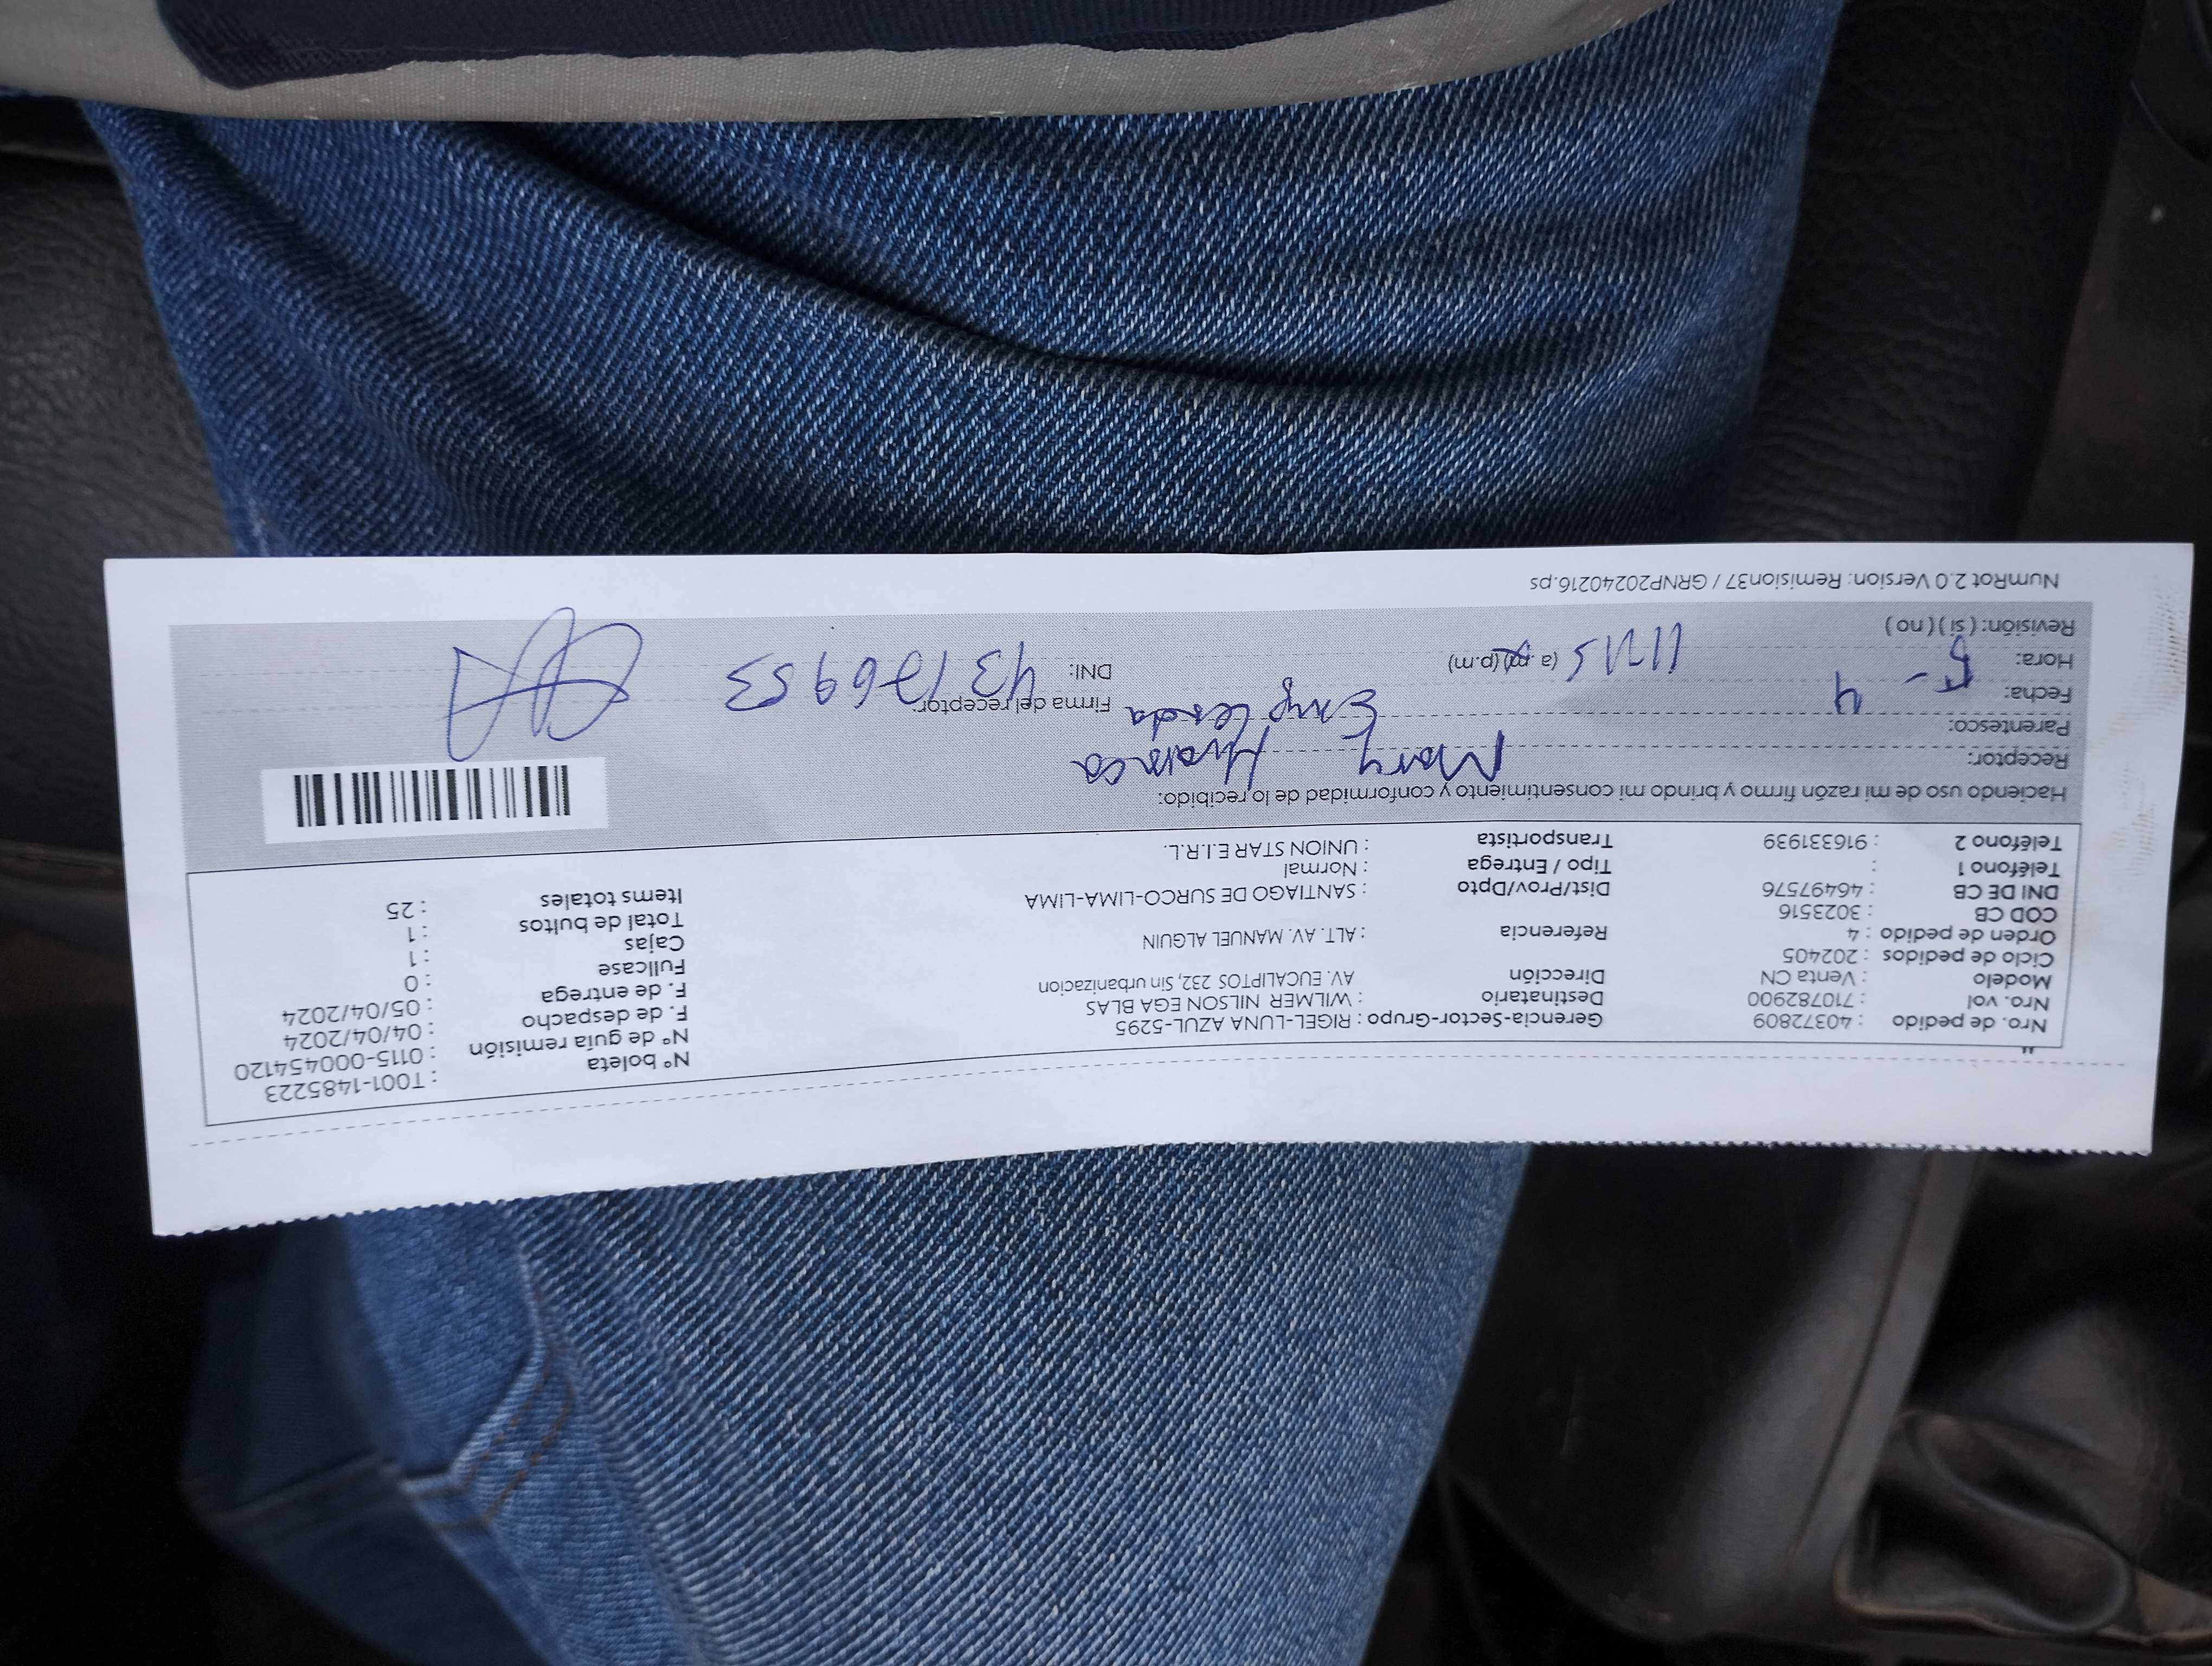 Nro. de pedido : 40372809
Nro. vol : 710782900
Modelo : Venta CN
Ciclo de pedidos : 202405
Orden de pedido : 4
COD CB : 3023516
DNI DE CB : 46497576
Teléfono 1 :
Teléfono 2 : 916331939
Gerencia-Sector-Grupo : RIGEL-LUNA AZUL-5295
Destinatario : WILMER NILSON EGA BLAS
Dirección AV. EUCALIPTOS 232, Sin urbanizacion
Referencia : ALT. AV. MANUEL ALGUIN
Dist/Prov/Dpto : SANTIAGO DE SURCO-LIMA-LIMA
Tipo / Entrega : Normal
Transportista : UNION STAR E.I.R.L.
N° boleta : T001-1485223
N° de guía remisión : 0115-000454120
F. de despacho : 04/04/2024
F. de entrega : 05/04/2024
Fullcase : 0
Cajas : 1
Total de bultos : 1
Items totales : 25
Haciendo uso de mi razón firmo y brindo mi consentimiento y conformidad de lo recibido:
Receptor: Mary
Parentesco: Empleada
Fecha: 5 - 4
Hora: 11:15 (a.m) (p.m)
Revisión: ( si ) ( no )
Firma del receptor:
DNI: 43176953
NumRot 2.0 Version: Remision37 / GRNP20240216.ps